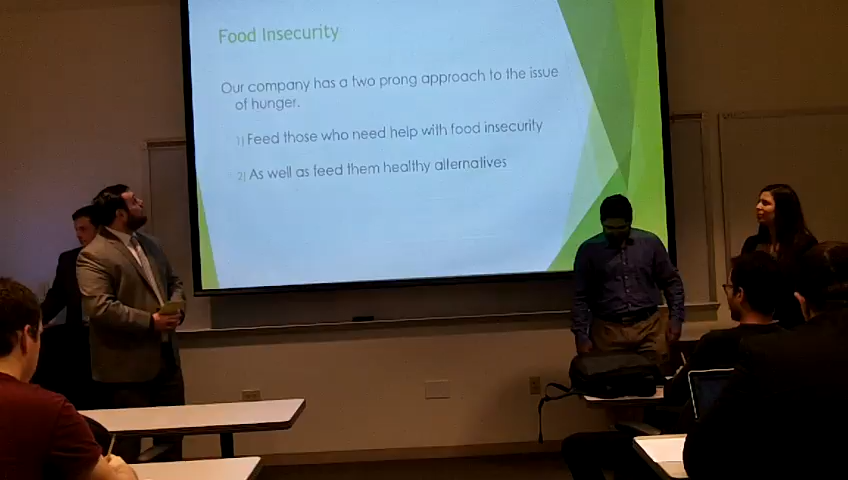 Food Insecurity
Our company has a two prong approach to the issue
of hunger.
1) Feed those who need help with food insecurity
2) As well as feed them healthy alternatives